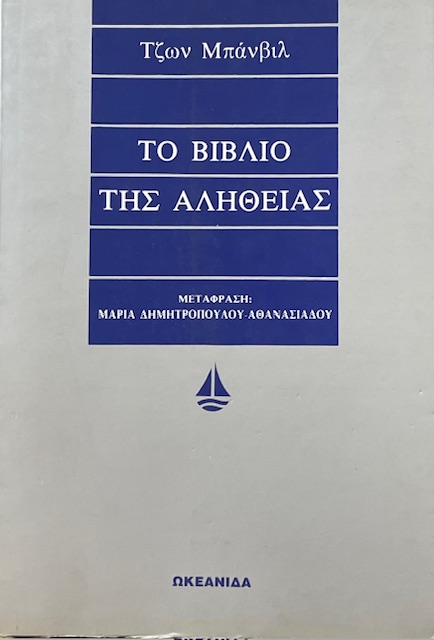 Τζων Μπάνβιλ
ΤΟ ΒΙΒΛΙΟ
ΤΗΣ ΑΛΗΘΕΙΑΣ
ΜΕΤΑΦΡΑΣΗ:
ΜΑΡΙΑ ΔΗΜΗΤΡΟΠΟΥΛΟΥ-ΑΘΑΝΑΣΙΑΔΟΥ
ΩΚΕΑΝΙΔΑ